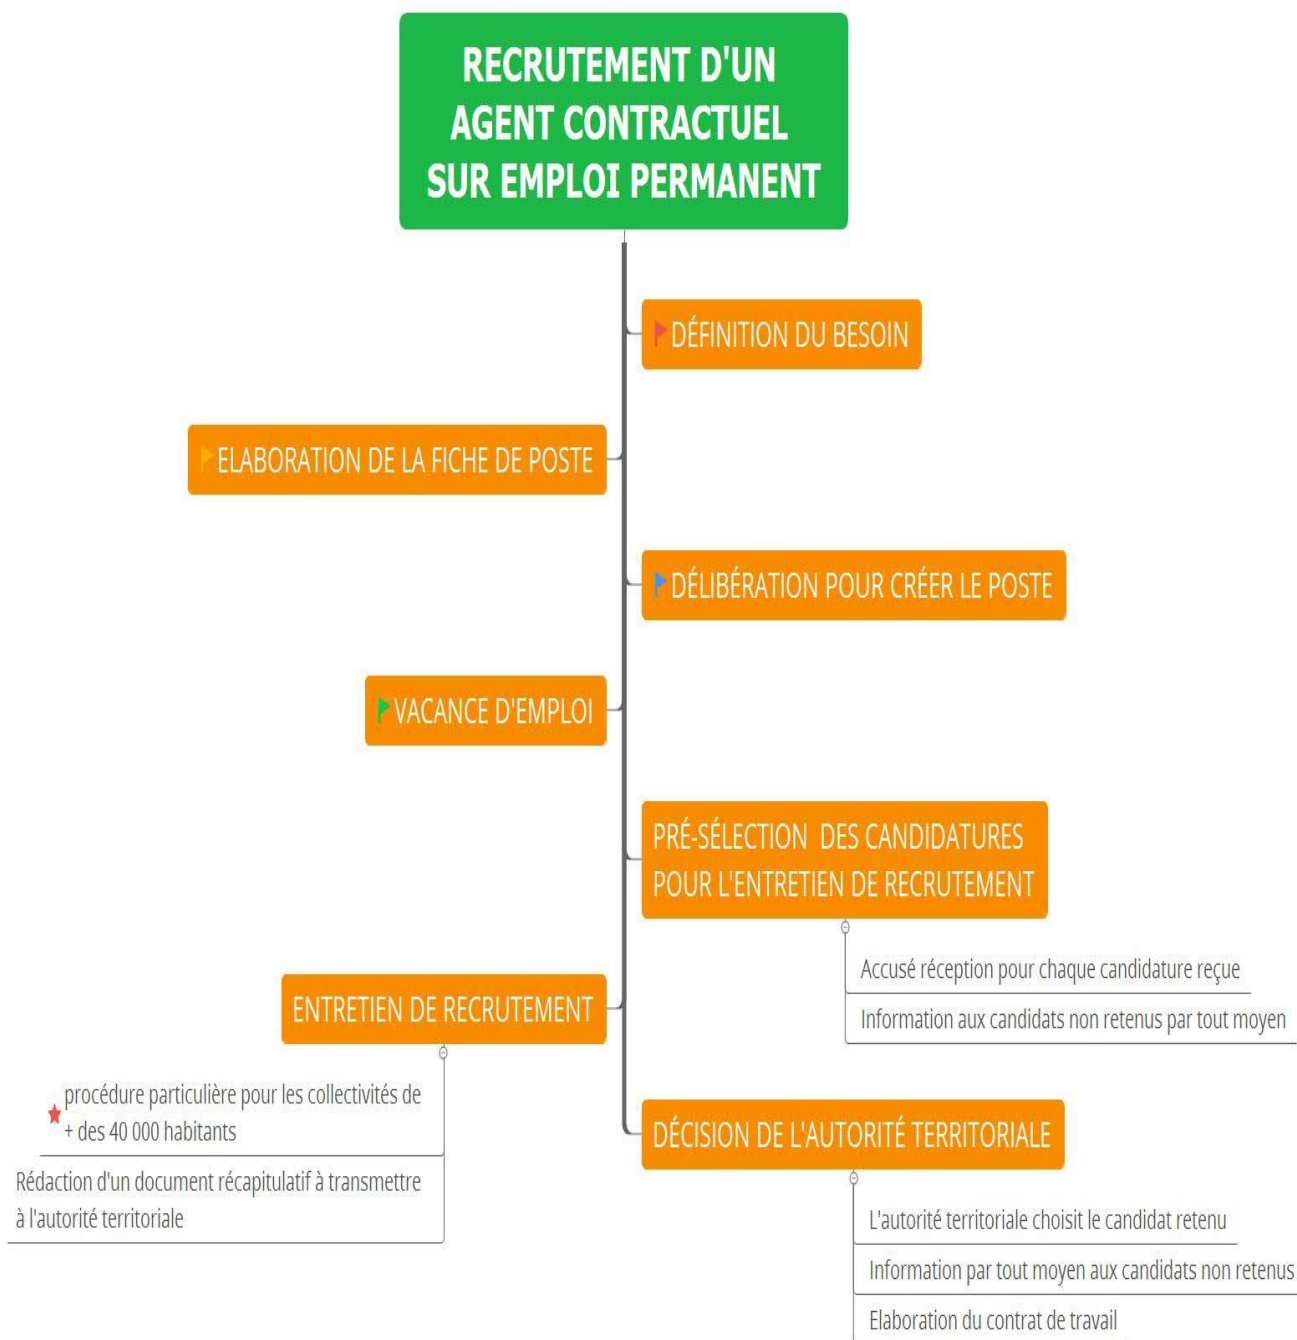 RECRUTEMENT D'UN
AGENT CONTRACTUEL
SUR EMPLOI PERMANENT
DÉFINITION DU BESOIN
ELABORATION DE LA FICHE DE POSTE
DÉLIBÉRATION POUR CRÉER LE POSTE
VACANCE D'EMPLOI
PRÉ-SÉLECTION DES CANDIDATURES
POUR L'ENTRETIEN DE RECRUTEMENT
Accusé réception pour chaque candidature reçue
Information aux candidats non retenus par tout moyen
ENTRETIEN DE RECRUTEMENT
procédure particulière pour les collectivités de
+ des 40 000 habitants
Rédaction d'un document récapitulatif à transmettre
à l'autorité territoriale
DÉCISION DE L'AUTORITÉ TERRITORIALE
L'autorité territoriale choisit le candidat retenu
Information par tout moyen aux candidats non retenus
Elaboration du contrat de travail